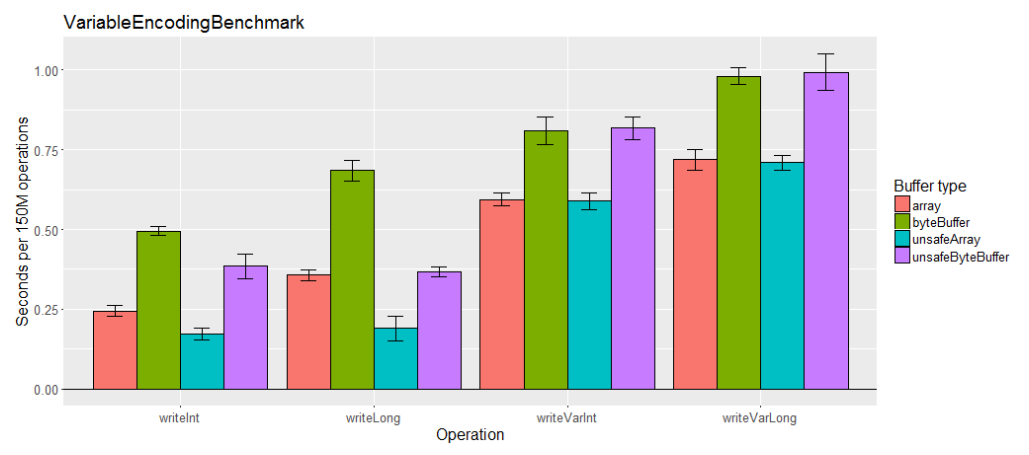 VariableEncodingBenchmark
Seconds per 150M operations
1.00
0.75
0.50
0.25
0.00
writeInt writeLong writeVarInt writeVarLong
Operation
Buffer type
array
byteBuffer
unsafeArray
unsafeByteBuffer